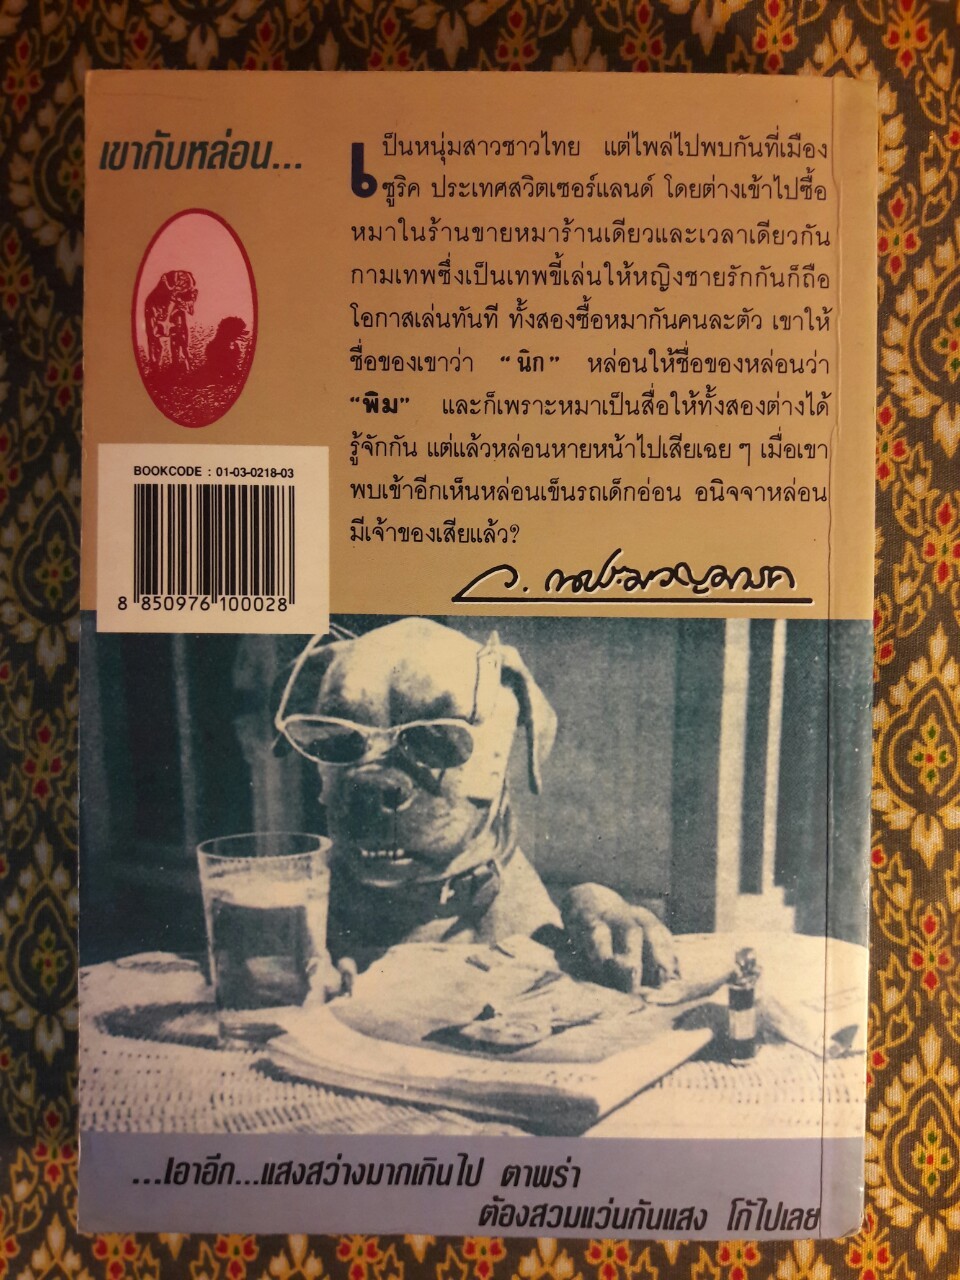 เขากับหล่อน...
เป็นหนุ่มสาวชาวไทย แต่ไพล่ไปพบกันที่เมือง
ซูริค ประเทศสวิตเซอร์แลนด์ โดยต่างเข้าไปซื้อ
หมาในร้านขายหมาร้านเดียวและเวลาเดียวกัน
กามเทพซึ่งเป็นเทพขี้เล่นให้หญิงชายรักกันก็ถือ
โอกาสเล่นทันที ทั้งสองซื้อหมากันคนละตัว เขาให้
ชื่อของเขาว่า “นิก” หล่อนให้ชื่อของหล่อนว่า
“พิม” และก็เพราะหมาเป็นสื่อให้ทั้งสองต่างได้
รู้จักกัน แต่แล้วหล่อนหายหน้าไปเสียเฉย ๆ เมื่อเขา
พบเข้าอีกเห็นหล่อนเข็นรถเด็กอ่อน อนิจจาหล่อน
มีเจ้าของเสียแล้ว?
ว. ณประมวญมารค
BOOKCODE : 01-03-0218-03
8 850976 100028
...เอาอีก...แสงสว่างมากเกินไป ตาพร่า
ต้องสวมแว่นกันแสง โก้ไปเลย